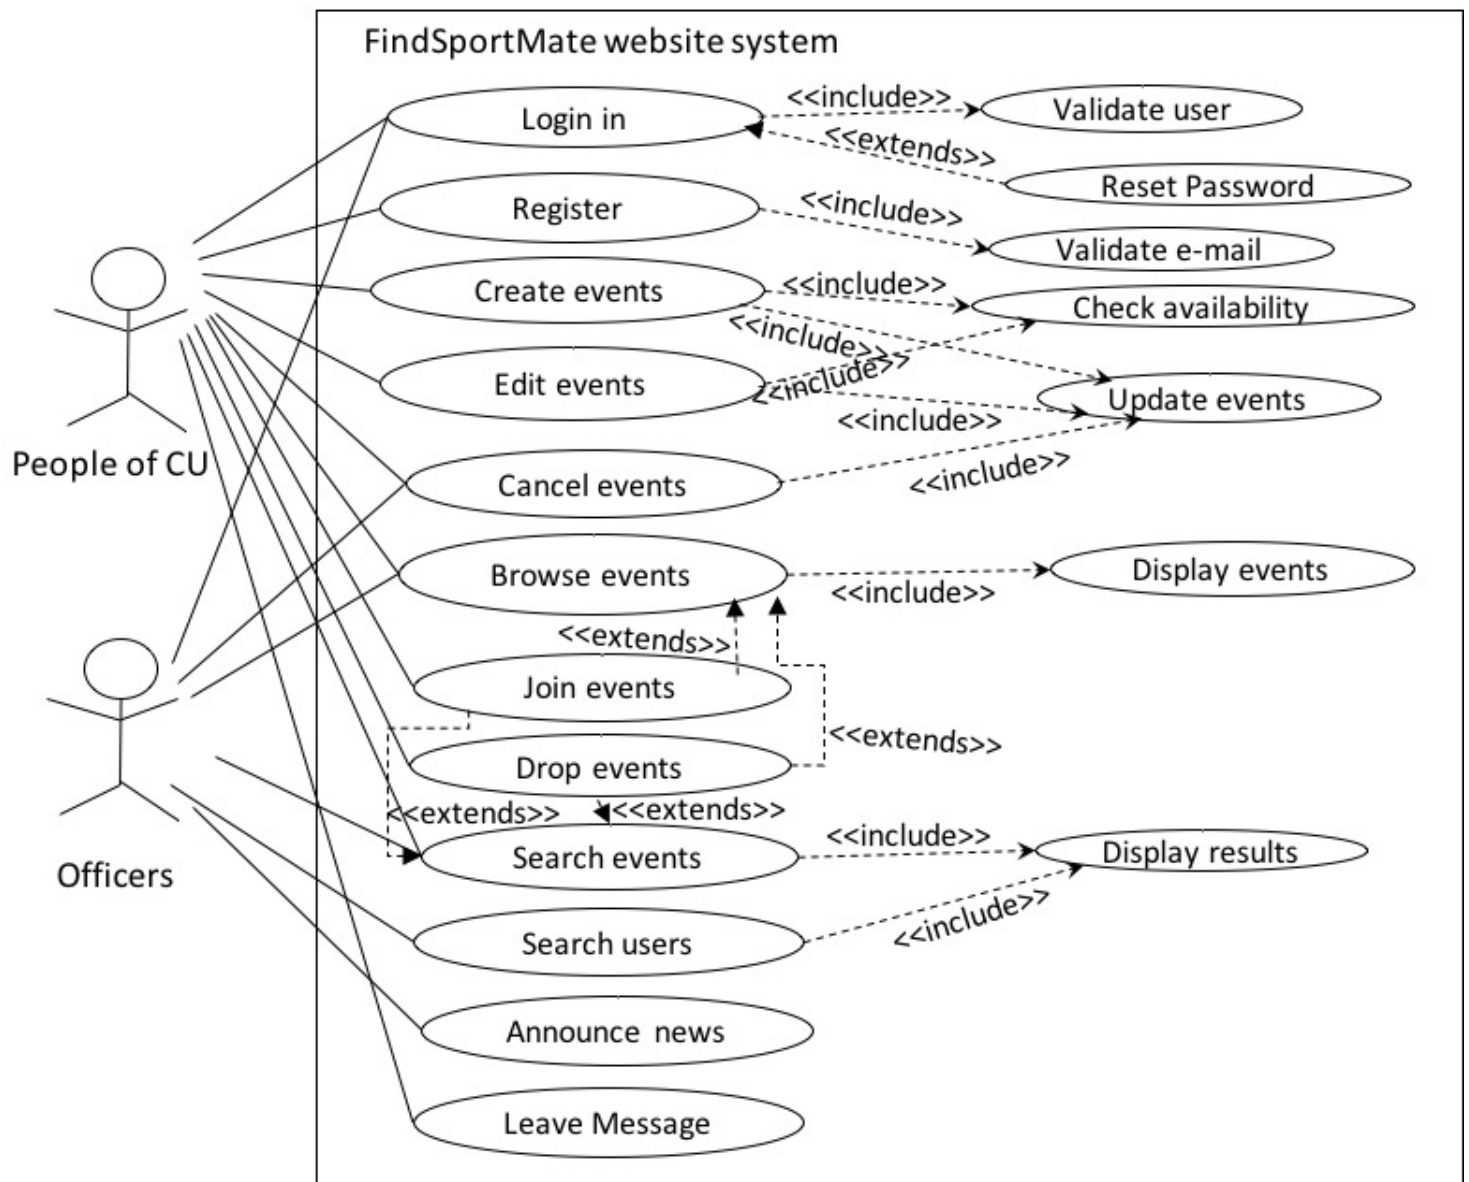 FindSportMate website system
Login in
<<include>>
Validate user
<<extends>>
Reset Password
Register
<<include>>
Validate e-mail
Create events
<<include>>
Check availability
<<include>>
Edit events
<<include>>
Update events
<<include>>
People of CU
Cancel events
<<include>>
Browse events
<<include>>
Display events
<<extends>>
Join events
<<extends>>
Drop events
<<extends>>
<<extends>>
Officers
Search events
<<include>>
Display results
Search users
<<include>>
Announce news
Leave Message